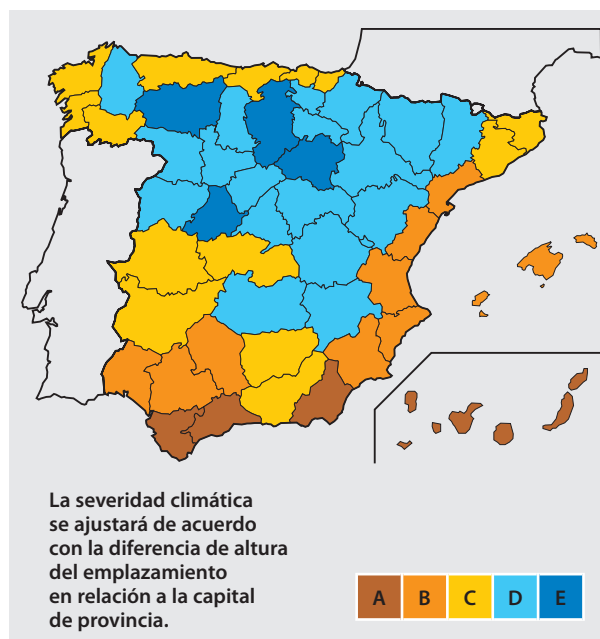 La severidad climática
se ajustará de acuerdo
con la diferencia de altura
del emplazamiento
en relación a la capital
de provincia.
A B C D E